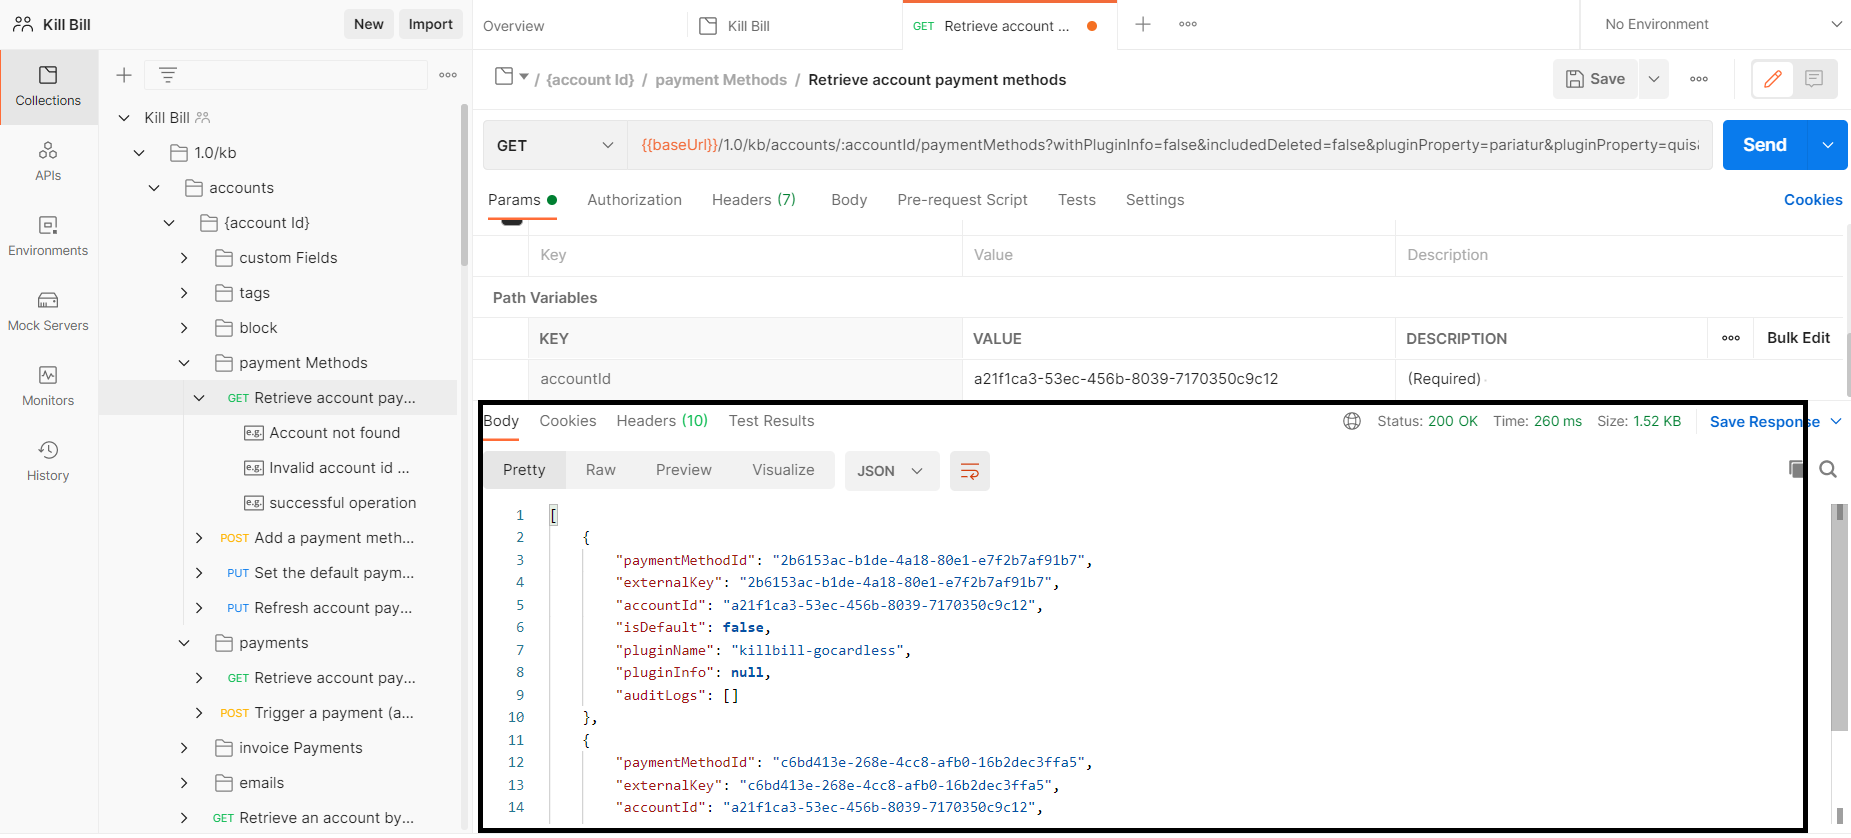 Kill Bill
New
Import
Overview
Kill Bill
GET Retrieve account ...
No Environment
Collections
APIs
Environments
Mock Servers
Monitors
History
Kill Bill
1.0/kb
accounts
{account Id}
custom Fields
tags
block
payment Methods
GET Retrieve account pay...
e.g. Account not found
e.g. Invalid account id ...
e.g. successful operation
POST Add a payment meth...
PUT Set the default paym...
PUT Refresh account pay...
payments
GET Retrieve account pay...
POST Trigger a payment (a...
invoice Payments
emails
GET Retrieve an account by...
/ {account Id} / payment Methods / Retrieve account payment methods
Save
GET
{{baseUrl}}/1.0/kb/accounts/:accountId/paymentMethods?withPluginInfo=false&includedDeleted=false&pluginProperty=pariatur&pluginProperty=quis&
Send
Params
Authorization
Headers (7)
Body
Pre-request Script
Tests
Settings
Cookies
Key
Value
Description
Path Variables
KEY
VALUE
DESCRIPTION
Bulk Edit
accountId
a21f1ca3-53ec-456b-8039-7170350c9c12
(Required)
Body
Cookies
Headers (10)
Test Results
Status: 200 OK
Time: 260 ms
Size: 1.52 KB
Save Response
Pretty
Raw
Preview
Visualize
JSON
1 [
2 {
3 "paymentMethodId": "2b6153ac-b1de-4a18-80e1-e7f2b7af91b7",
4 "externalKey": "2b6153ac-b1de-4a18-80e1-e7f2b7af91b7",
5 "accountId": "a21f1ca3-53ec-456b-8039-7170350c9c12",
6 "isDefault": false,
7 "pluginName": "killbill-gocardless",
8 "pluginInfo": null,
9 "auditLogs": []
10 },
11 {
12 "paymentMethodId": "c6bd413e-268e-4cc8-afb0-16b2dec3ffa5",
13 "externalKey": "c6bd413e-268e-4cc8-afb0-16b2dec3ffa5",
14 "accountId": "a21f1ca3-53ec-456b-8039-7170350c9c12",